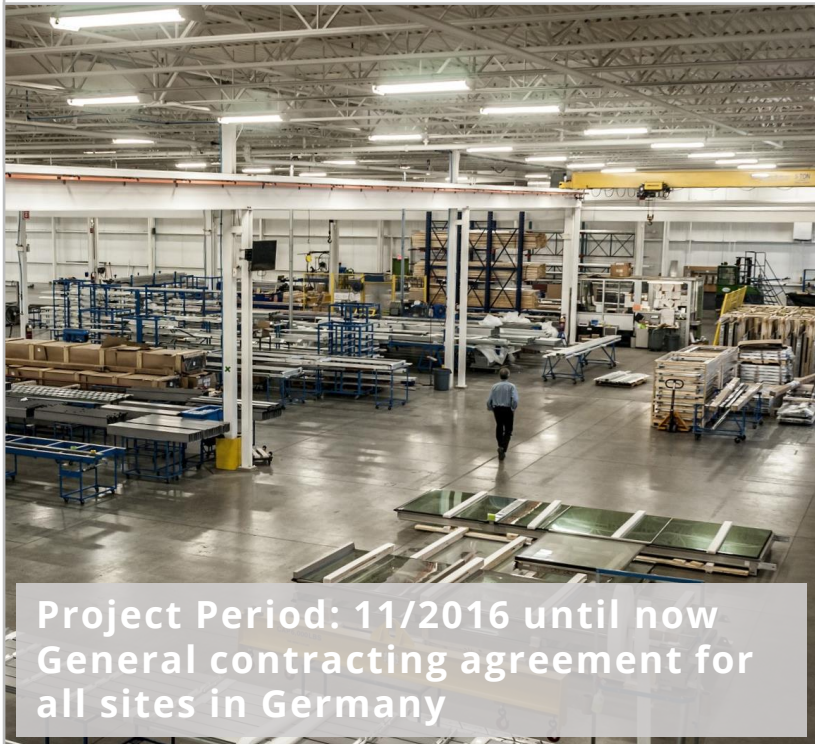 Project Period: 11/2016 until now
General contracting agreement for
all sites in Germany